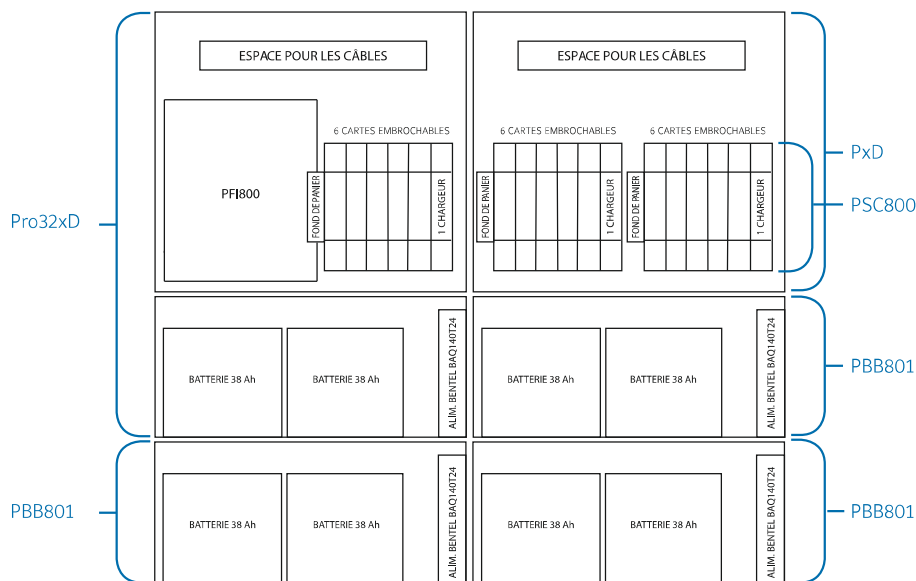 ESPACE POUR LES CÂBLES
ESPACE POUR LES CÂBLES
6 CARTES EMBROCHABLES
6 CARTES EMBROCHABLES
6 CARTES EMBROCHABLES
PxD
PFI800
FOND DE PANIER
1 CHARGEUR
FOND DE PANIER
1 CHARGEUR
FOND DE PANIER
1 CHARGEUR
PSC800
Pro32xD
BATTERIE 38 Ah
BATTERIE 38 Ah
ALIM. BENTEL BAQ140T24
BATTERIE 38 Ah
BATTERIE 38 Ah
ALIM. BENTEL BAQ140T24
PBB801
PBB801
BATTERIE 38 Ah
BATTERIE 38 Ah
ALIM. BENTEL BAQ140T24
BATTERIE 38 Ah
BATTERIE 38 Ah
ALIM. BENTEL BAQ140T24
PBB801